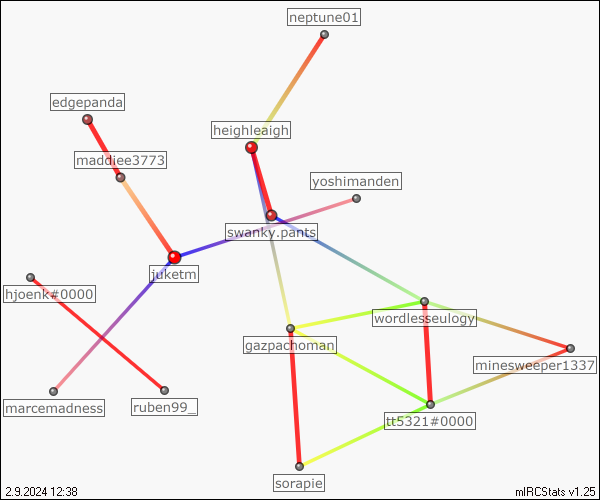 neptune01
edgepanda
heighleaigh
maddiee3773
yoshimanden
swanky.pants
juketm
hjoenk#0000
wordlesseulogy
gazpachoman
minesweeper1337
marcemadness
ruben99_
tt5321#0000
sorapie
2.9.2024 12:38
mIRCStats v1.25